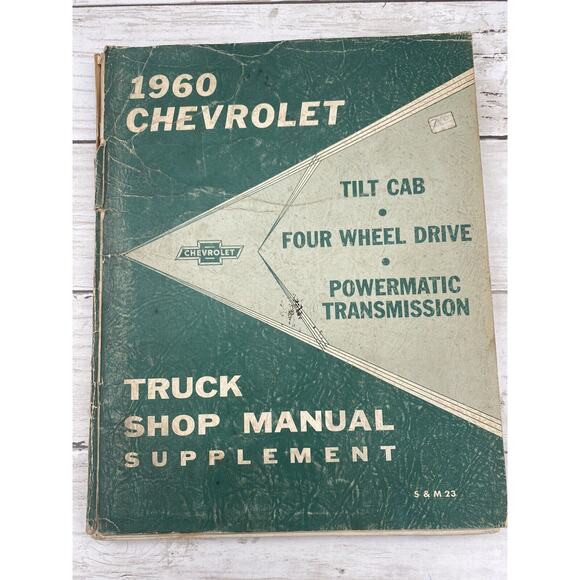 1960
CHEVROLET
TILT CAB
•
FOUR WHEEL DRIVE
•
POWERMATIC
TRANSMISSION
CHEVROLET
TRUCK
SHOP MANUAL
SUPPLEMENT
S & M 23